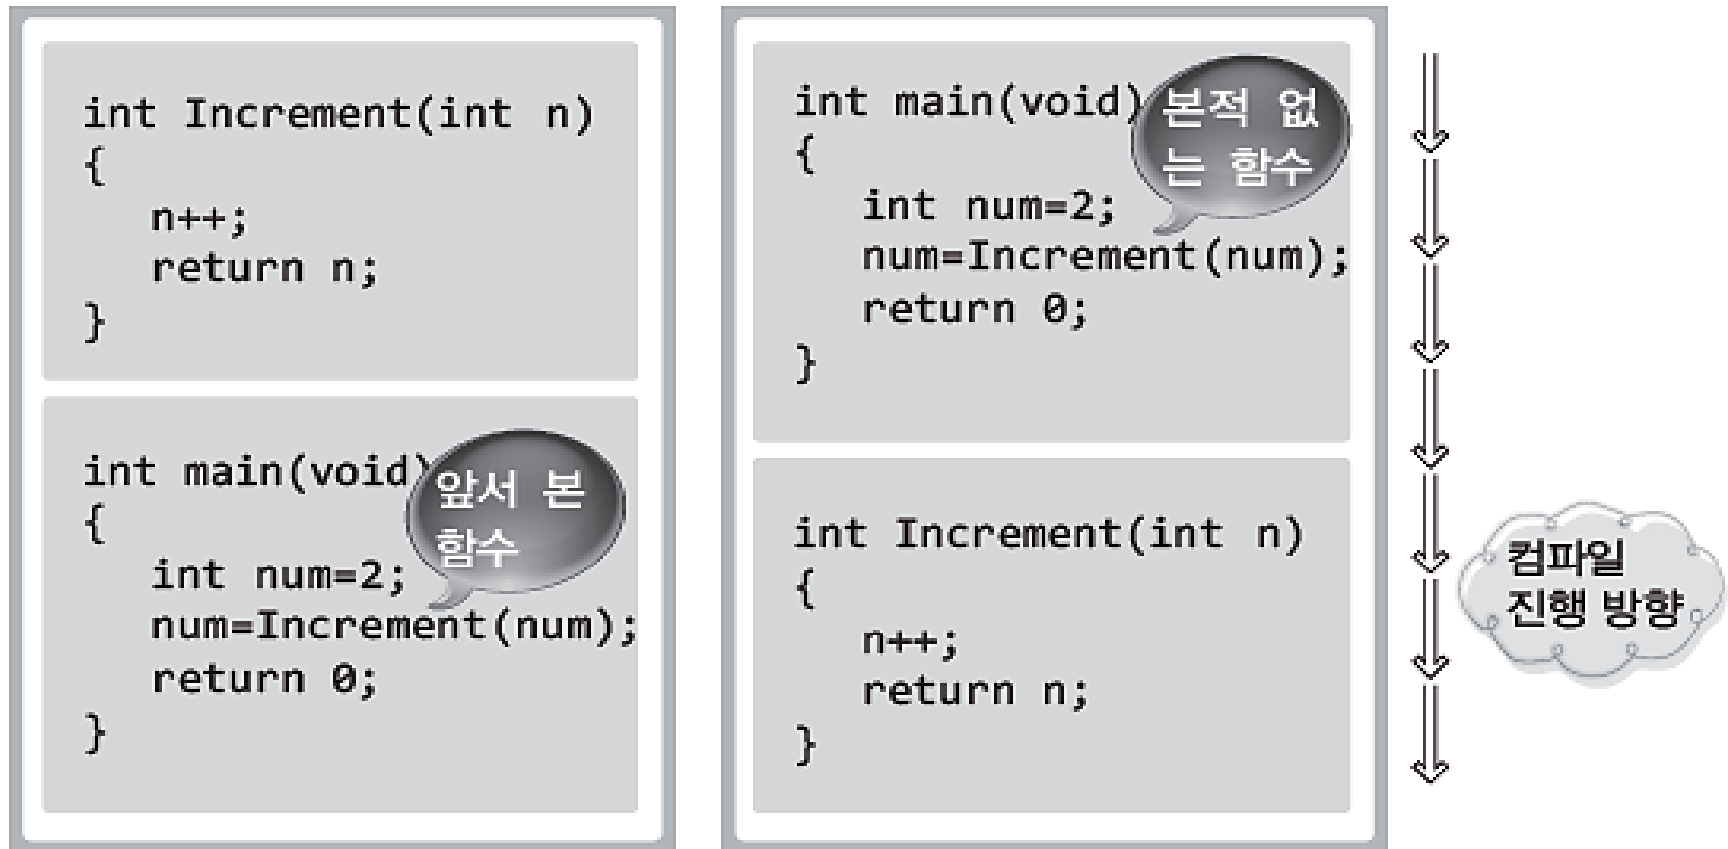 int Increment(int n)
{
n++;
return n;
}
int main(void)
앞서 본
함수
{
int num=2;
num=Increment(num);
return 0;
}
int main(void)
본적 없
는 함수
{
int num=2;
num=Increment(num);
return 0;
}
int Increment(int n)
{
n++;
return n;
}
컴파일
진행 방향